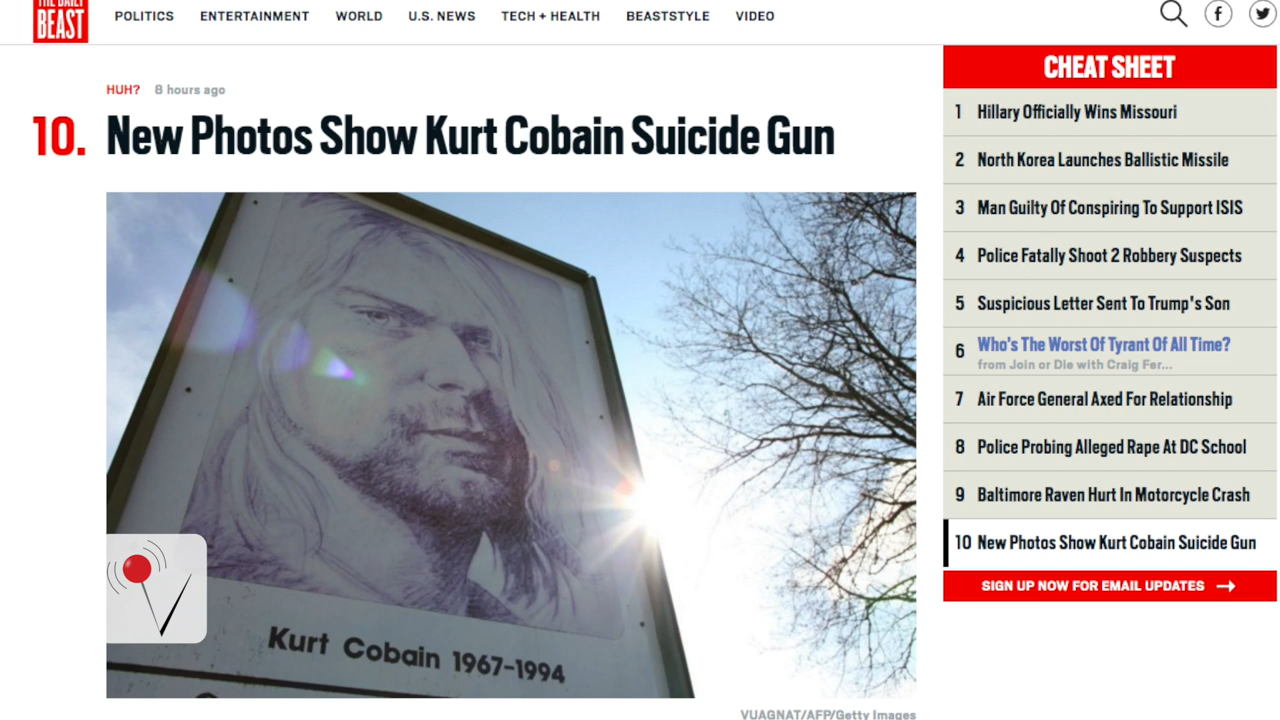 THE DAILY
BEAST
POLITICS ENTERTAINMENT WORLD U.S. NEWS TECH + HEALTH BEASTSTYLE VIDEO
HUH? 8 hours ago
10. New Photos Show Kurt Cobain Suicide Gun
Kurt Cobain 1967-1994
VUAGNAT/AFP/Getty Images
CHEAT SHEET
1 Hillary Officially Wins Missouri
2 North Korea Launches Ballistic Missile
3 Man Guilty Of Conspiring To Support ISIS
4 Police Fatally Shoot 2 Robbery Suspects
5 Suspicious Letter Sent To Trump's Son
6 Who's The Worst Of Tyrant Of All Time?
from Join or Die with Craig Fer...
7 Air Force General Axed For Relationship
8 Police Probing Alleged Rape At DC School
9 Baltimore Raven Hurt In Motorcycle Crash
10 New Photos Show Kurt Cobain Suicide Gun
SIGN UP NOW FOR EMAIL UPDATES